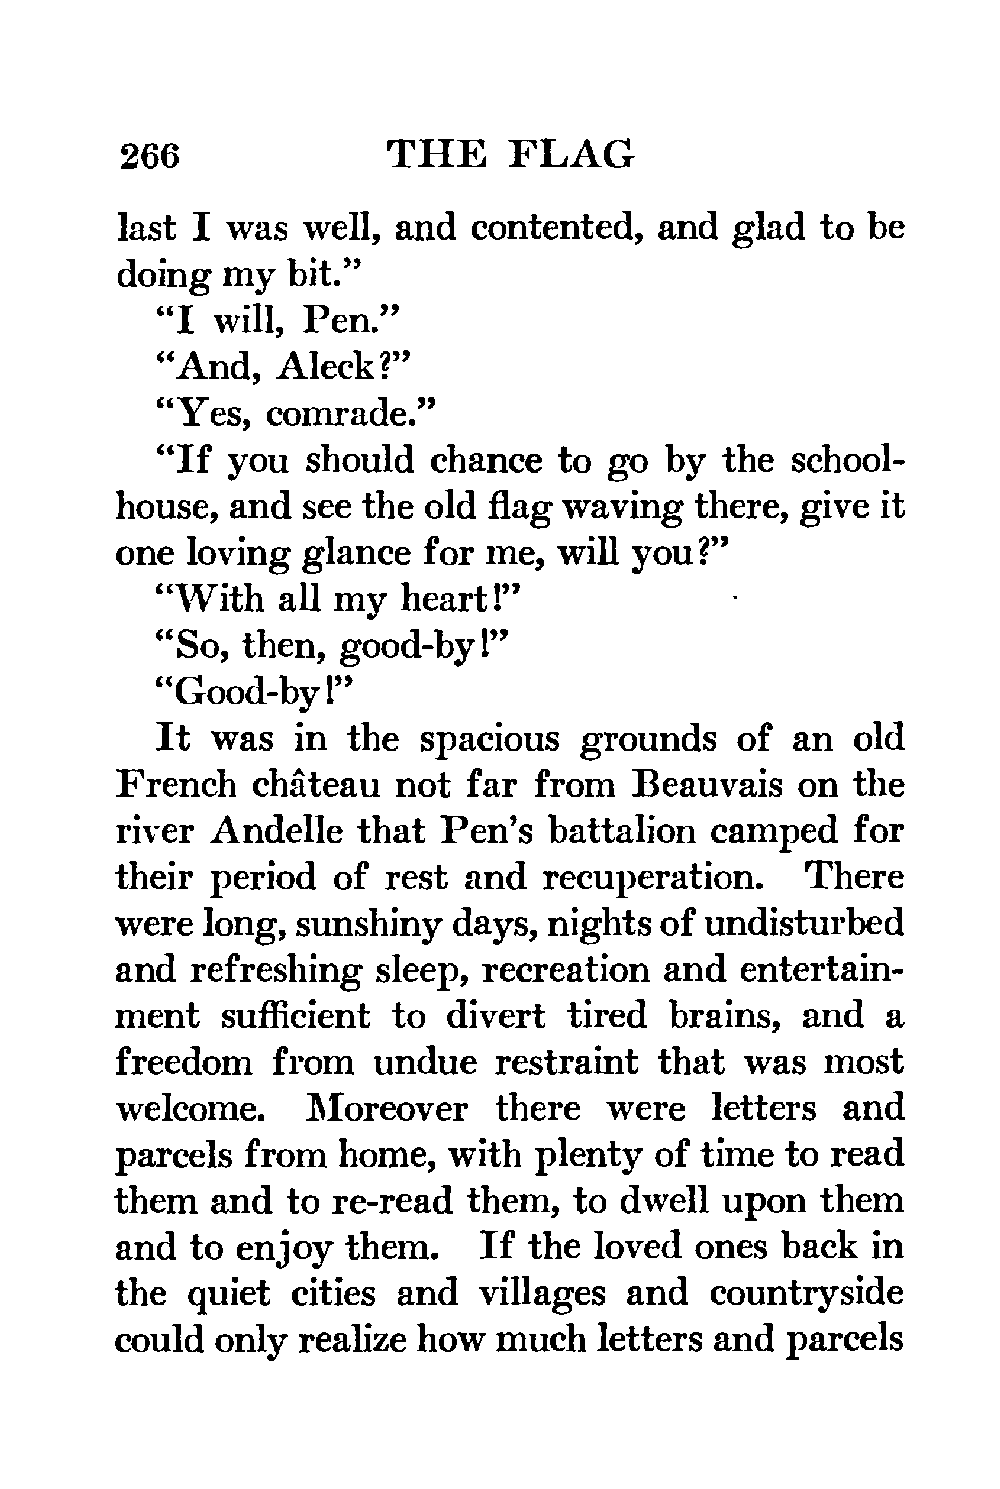 266 THE FLAG
last I was well, and contented, and glad to be
doing my bit.”
“I will, Pen.”
“And, Aleck?”
“Yes, comrade.”
“If you should chance to go by the school-
house, and see the old flag waving there, give it
one loving glance for me, will you?”
“With all my heart!”
“So, then, good-by!”
“Good-by!”
It was in the spacious grounds of an old
French château not far from Beauvais on the
river Andelle that Pen’s battalion camped for
their period of rest and recuperation. There
were long, sunshiny days, nights of undisturbed
and refreshing sleep, recreation and entertain-
ment sufficient to divert tired brains, and a
freedom from undue restraint that was most
welcome. Moreover there were letters and
parcels from home, with plenty of time to read
them and to re-read them, to dwell upon them
and to enjoy them. If the loved ones back in
the quiet cities and villages and countryside
could only realize how much letters and parcels